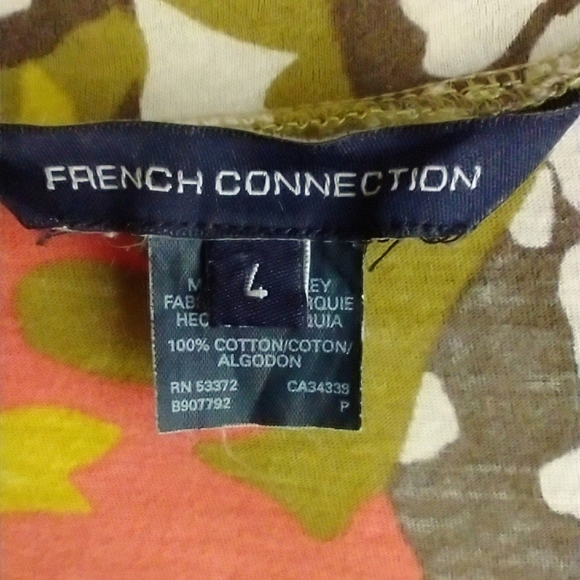 FRENCH CONNECTION
4
100% COTTON/COTON/
ALGODON
RN 53372 CA34339
B907792 P